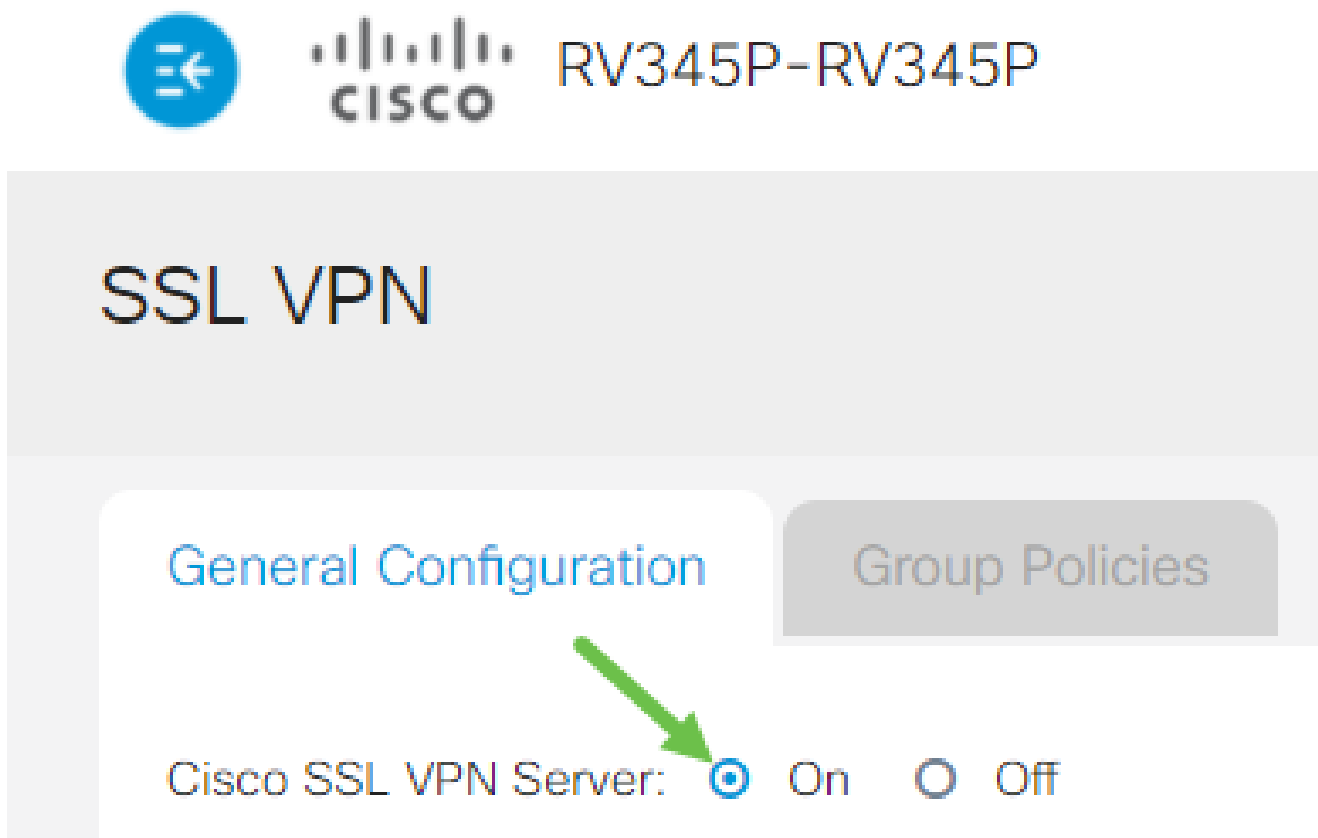 CISCO RV345P-RV345P
SSL VPN
General Configuration Group Policies
Cisco SSL VPN Server: On Off